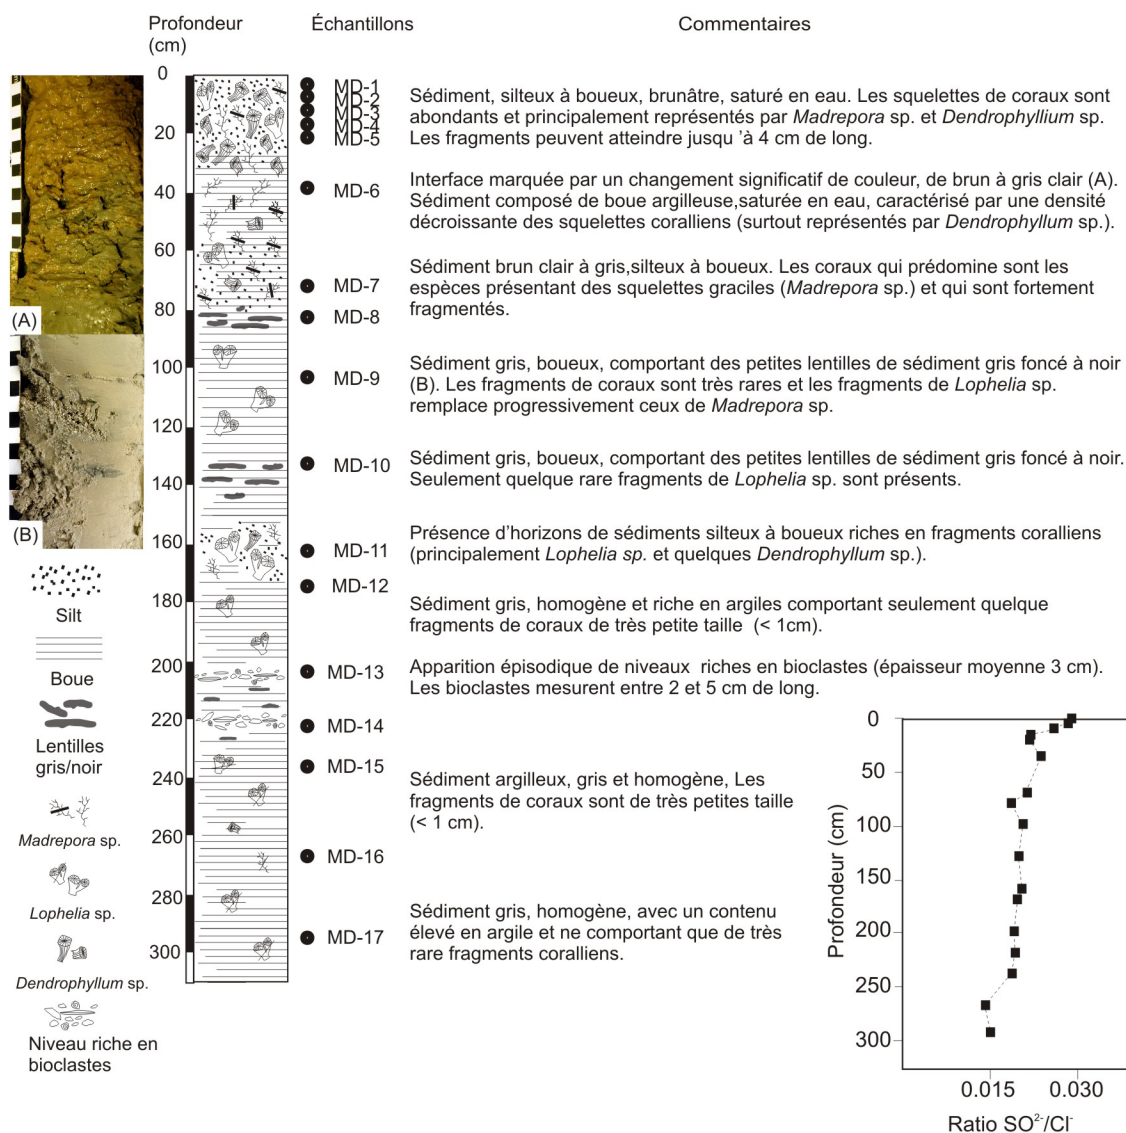 Profondeur
(cm)
Échantillons
Commentaires
0
20
40
60
80
100
120
140
160
180
200
220
240
260
280
300
MD-1
MD-2
MD-3
MD-4
MD-5
MD-6
MD-7
MD-8
MD-9
MD-10
MD-11
MD-12
MD-13
MD-14
MD-15
MD-16
MD-17
Sédiment, silteux à boueux, brunâtre, saturé en eau. Les squelettes de coraux sont
abondants et principalement représentés par Madrepora sp. et Dendrophyllium sp.
Les fragments peuvent atteindre jusqu 'à 4 cm de long.
Interface marquée par un changement significatif de couleur, de brun à gris clair (A).
Sédiment composé de boue argilleuse,saturée en eau, caractérisé par une densité
décroissante des squelettes coralliens (surtout représentés par Dendrophyllum sp.).
Sédiment brun clair à gris,silteux à boueux. Les coraux qui prédomine sont les
espèces présentant des squelettes graciles (Madrepora sp.) et qui sont fortement
fragmentés.
Sédiment gris, boueux, comportant des petites lentilles de sédiment gris foncé à noir
(B). Les fragments de coraux sont très rares et les fragments de Lophelia sp.
remplace progressivement ceux de Madrepora sp.
Sédiment gris, boueux, comportant des petites lentilles de sédiment gris foncé à noir.
Seulement quelque rare fragments de Lophelia sp. sont présents.
Présence d'horizons de sédiments silteux à boueux riches en fragments coralliens
(principalement Lophelia sp. et quelques Dendrophyllum sp.).
Sédiment gris, homogène et riche en argiles comportant seulement quelque
fragments de coraux de très petite taille (< 1cm).
Apparition épisodique de niveaux riches en bioclastes (épaisseur moyenne 3 cm).
Les bioclastes mesurent entre 2 et 5 cm de long.
Sédiment argilleux, gris et homogène, Les
fragments de coraux sont de très petites taille
(< 1 cm).
Sédiment gris, homogène, avec un contenu
élevé en argile et ne comportant que de très
rare fragments coralliens.
(A)
(B)
Silt
Boue
Lentilles
gris/noir
Madrepora sp.
Lophelia sp.
Dendrophyllum sp.
Niveau riche en
bioclastes
Profondeur (cm)
0
50
100
150
200
250
300
0.015
0.030
Ratio SO²⁻/Cl⁻